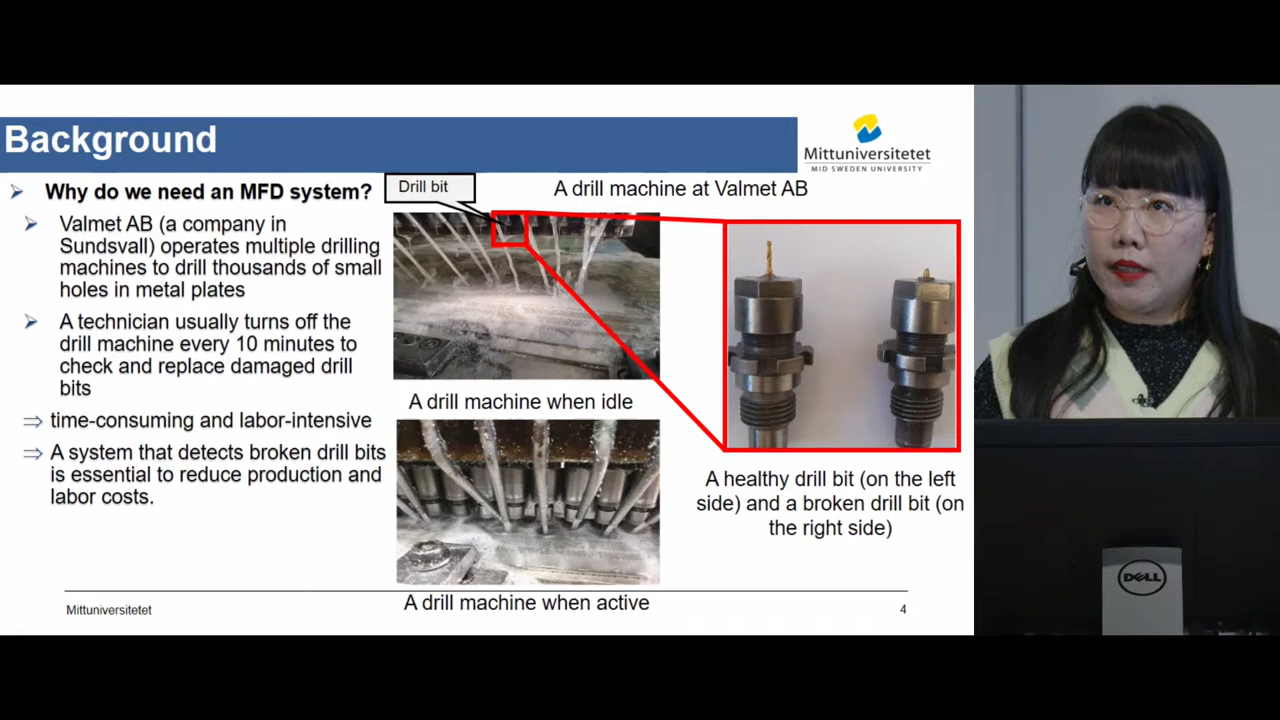 Background
Mittuniversitetet
MID SWEDEN UNIVERSITY
Why do we need an MFD system?
Valmet AB (a company in
Sundsvall) operates multiple drilling
machines to drill thousands of small
holes in metal plates
A technician usually turns off the
drill machine every 10 minutes to
check and replace damaged drill
bits
⇒ time-consuming and labor-intensive
⇒ A system that detects broken drill bits
is essential to reduce production and
labor costs.
Drill bit
A drill machine at Valmet AB
A drill machine when idle
A drill machine when active
A healthy drill bit (on the left
side) and a broken drill bit (on
the right side)
Mittuniversitetet
4
DELL